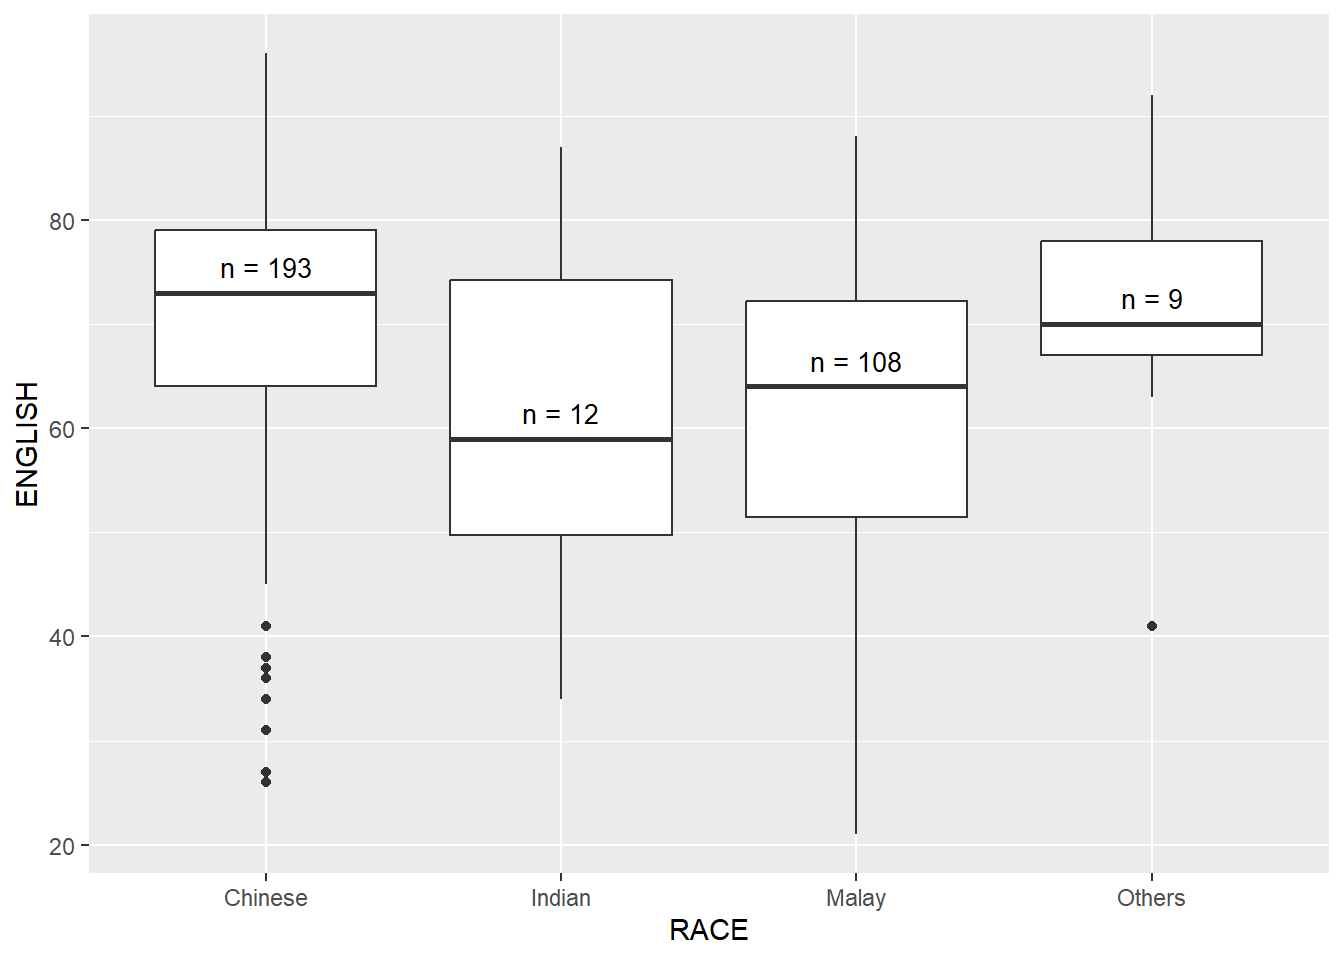 ENGLISH
80
60
40
20
n = 193
n = 12
n = 108
n = 9
Chinese
Indian
Malay
Others
RACE